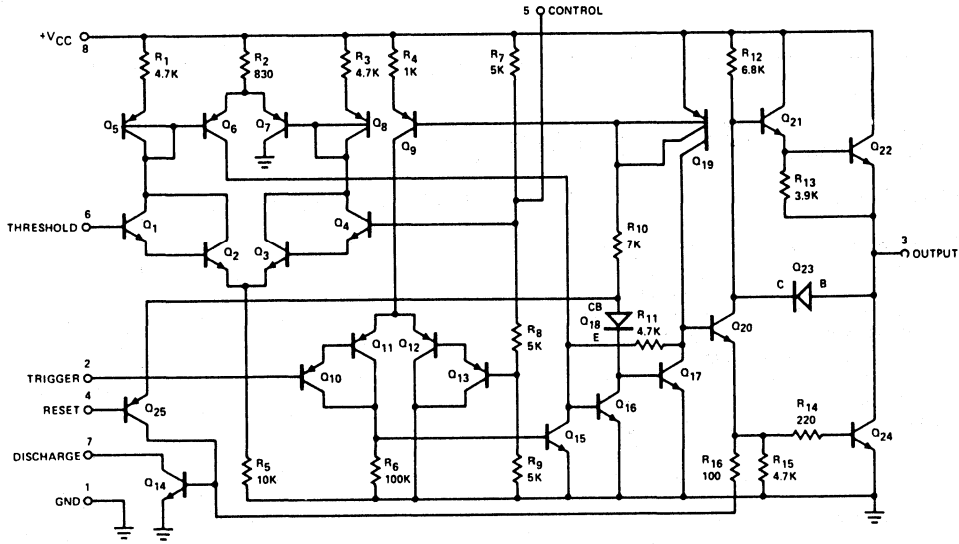 5 CONTROL
+VCC
8
R1
4.7K
R2
830
R3
4.7K
R4
1K
R7
5K
R12
6.8K
Q5
Q6
Q7
Q8
Q9
Q19
Q21
Q22
R13
3.9K
6
THRESHOLD
Q1
Q2
Q3
Q4
R10
7K
3
OUTPUT
Q23
C
B
CB
Q18
E
R11
4.7K
Q20
R8
5K
Q11
Q12
2
TRIGGER
Q10
Q13
Q17
4
RESET
Q25
Q16
7
DISCHARGE
Q15
R14
220
Q24
Q14
R5
10K
R6
100K
R9
5K
R16
100
R15
4.7K
1
GND